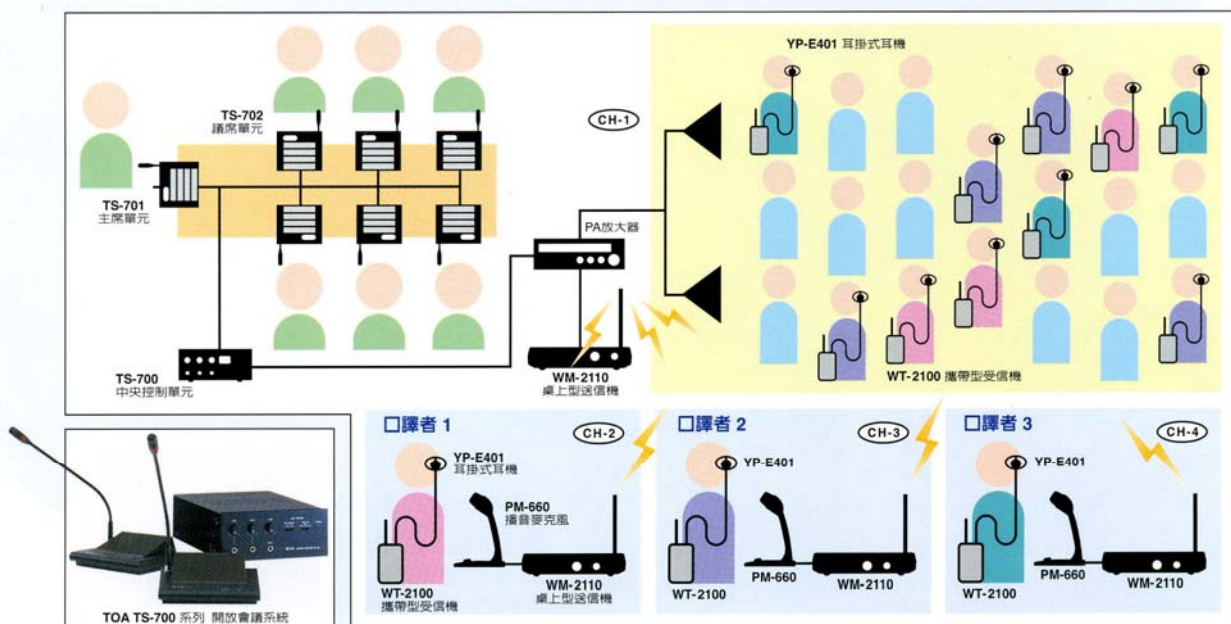 YP-E401 耳掛式耳機
TS-702
議席單元
CH-1
TS-701
主席單元
PA放大器
TS-700
中央控制單元
WM-2110
桌上型送信機
WT-2100 攜帶型受信機
口譯者 1
CH-2
YP-E401
耳掛式耳機
PM-660
播音麥克風
WT-2100
攜帶型受信機
WM-2110
桌上型送信機
口譯者 2
CH-3
YP-E401
PM-660
WM-2110
WT-2100
口譯者 3
CH-4
YP-E401
PM-660
WM-2110
WT-2100
TOA TS-700 系列 開放會議系統